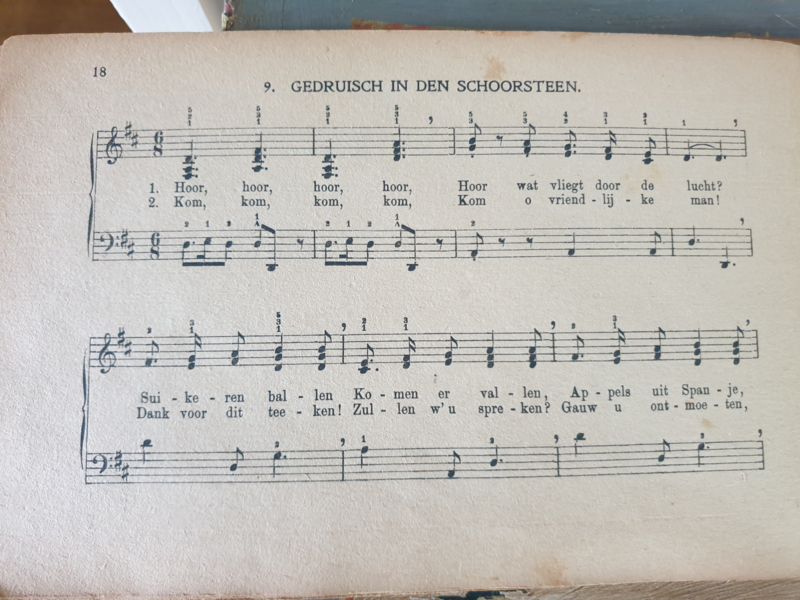 18
9. GEDRUISCH IN DEN SCHOORSTEEN.
1. Hoor, hoor, hoor, hoor, Hoor wat vliegt door de lucht?
2. Kom, kom, kom, kom, Kom o vriend-lij-ke man!
Sui-ke-ren bal-len Ko-men er val-len, Ap-pels uit Span-je,
Dank voor dit tee-ken! Zul-len w'u spre-ken? Gauw u ont-moe-ten,